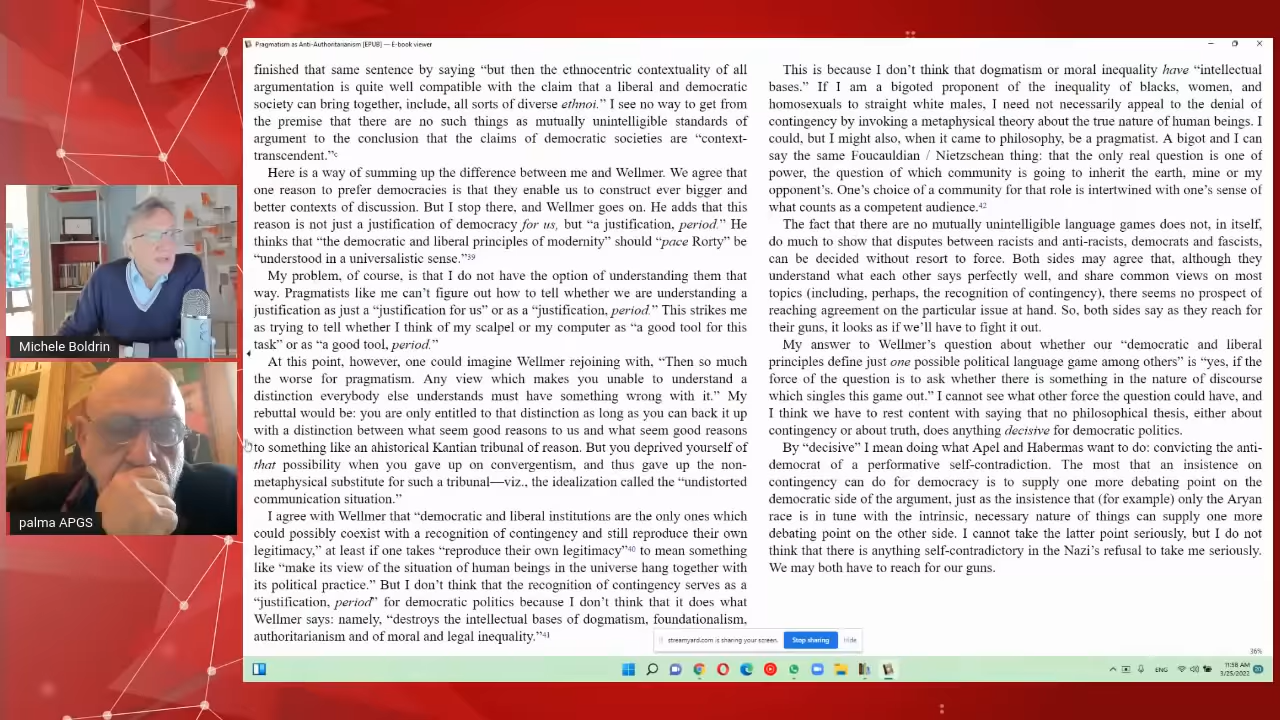 Pragmatism as Anti-Authoritarianism [EPUB] — E-book viewer
finished that same sentence by saying “but then the ethnocentric contextuality of all
argumentation is quite well compatible with the claim that a liberal and democratic
society can bring together, include, all sorts of diverse ethnoi.” I see no way to get from
the premise that there are no such things as mutually unintelligible standards of
argument to the conclusion that the claims of democratic societies are “context-
transcendent.”c
Here is a way of summing up the difference between me and Wellmer. We agree that
one reason to prefer democracies is that they enable us to construct ever bigger and
better contexts of discussion. But I stop there, and Wellmer goes on. He adds that this
reason is not just a justification of democracy for us, but “a justification, period.” He
thinks that “the democratic and liberal principles of modernity” should “pace Rorty” be
“understood in a universalistic sense.”39
My problem, of course, is that I do not have the option of understanding them that
way. Pragmatists like me can’t figure out how to tell whether we are understanding a
justification as just a “justification for us” or as a “justification, period.” This strikes me
as trying to tell whether I think of my scalpel or my computer as “a good tool for this
task” or as “a good tool, period.”
At this point, however, one could imagine Wellmer rejoining with, “Then so much
the worse for pragmatism. Any view which makes you unable to understand a
distinction everybody else understands must have something wrong with it.” My
rebuttal would be: you are only entitled to that distinction as long as you can back it up
with a distinction between what seem good reasons to us and what seem good reasons
to something like an ahistorical Kantian tribunal of reason. But you deprived yourself of
that possibility when you gave up on convergentism, and thus gave up the non-
metaphysical substitute for such a tribunal—viz., the idealization called the “undistorted
communication situation.”
I agree with Wellmer that “democratic and liberal institutions are the only ones which
could possibly coexist with a recognition of contingency and still reproduce their own
legitimacy,” at least if one takes “reproduce their own legitimacy”40 to mean something
like “make its view of the situation of human beings in the universe hang together with
its political practice.” But I don’t think that the recognition of contingency serves as a
“justification, period” for democratic politics because I don’t think that it does what
Wellmer says: namely, “destroys the intellectual bases of dogmatism, foundationalism,
authoritarianism and of moral and legal inequality.”41
This is because I don’t think that dogmatism or moral inequality have “intellectual
bases.” If I am a bigoted proponent of the inequality of blacks, women, and
homosexuals to straight white males, I need not necessarily appeal to the denial of
contingency by invoking a metaphysical theory about the true nature of human beings. I
could, but I might also, when it came to philosophy, be a pragmatist. A bigot and I can
say the same Foucauldian / Nietzschean thing: that the only real question is one of
power, the question of which community is going to inherit the earth, mine or my
opponent’s. One’s choice of a community for that role is intertwined with one’s sense of
what counts as a competent audience.42
The fact that there are no mutually unintelligible language games does not, in itself,
do much to show that disputes between racists and anti-racists, democrats and fascists,
can be decided without resort to force. Both sides may agree that, although they
understand what each other says perfectly well, and share common views on most
topics (including, perhaps, the recognition of contingency), there seems no prospect of
reaching agreement on the particular issue at hand. So, both sides say as they reach for
their guns, it looks as if we’ll have to fight it out.
My answer to Wellmer’s question about whether our “democratic and liberal
principles define just one possible political language game among others” is “yes, if the
force of the question is to ask whether there is something in the nature of discourse
which singles this game out.” I cannot see what other force the question could have, and
I think we have to rest content with saying that no philosophical thesis, either about
contingency or about truth, does anything decisive for democratic politics.
By “decisive” I mean doing what Apel and Habermas want to do: convicting the anti-
democrat of a performative self-contradiction. The most that an insistence on
contingency can do for democracy is to supply one more debating point on the
democratic side of the argument, just as the insistence that (for example) only the Aryan
race is in tune with the intrinsic, necessary nature of things can supply one more
debating point on the other side. I cannot take the latter point seriously, but I do not
think that there is anything self-contradictory in the Nazi’s refusal to take me seriously.
We may both have to reach for our guns.
Michele Boldrin
palma APGS
streamyard.com is sharing your screen.
Stop sharing
Hide
36%
ENG
11:38 AM
3/25/2022